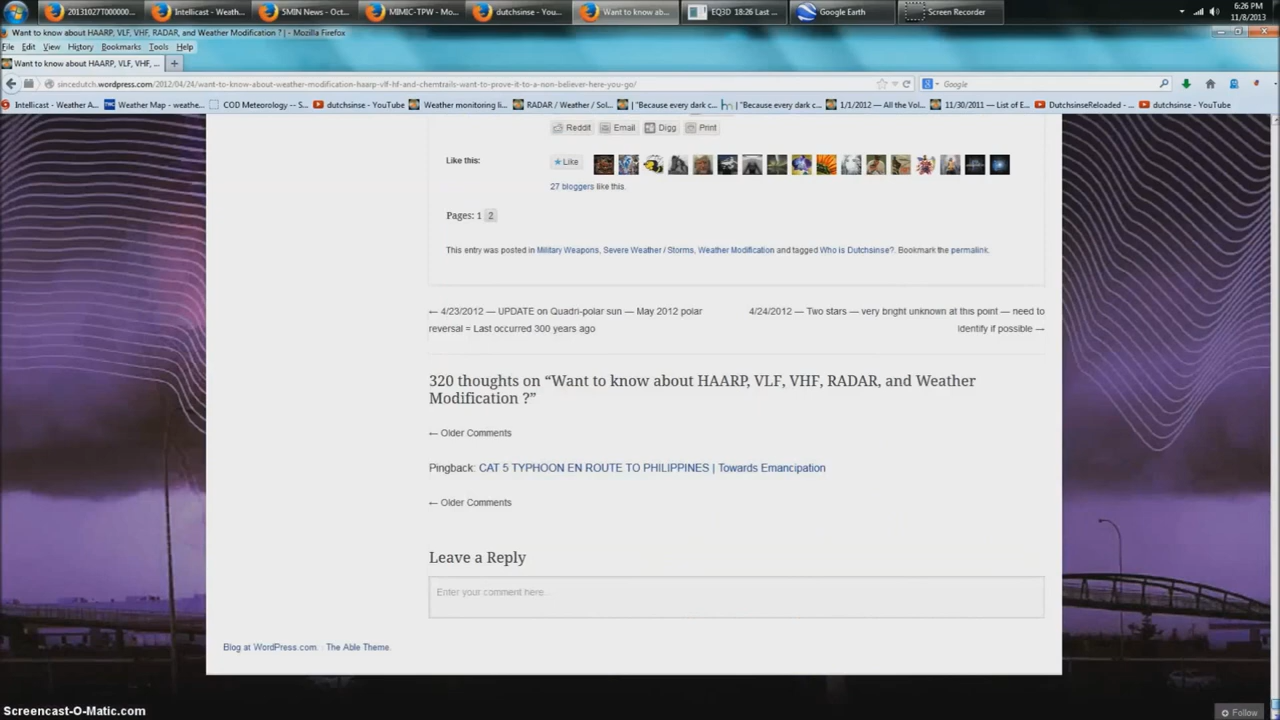 20131027T000000...
Intellicast - Weath...
5MIN News - Oct...
MIMIC-TPW - Mo...
dutchsinse - You...
Want to know ab...
EQ3D 18:26 Last ...
Google Earth
Screen Recorder
6:26 PM
11/8/2013
Want to know about HAARP, VLF, VHF, RADAR, and Weather Modification ? | - Mozilla Firefox
File Edit View History Bookmarks Tools Help
Want to know about HAARP, VLF, VHF, ...
sincedutch.wordpress.com/2012/04/24/want-to-know-about-weather-modification-haarp-vlf-hf-and-chemtrails-want-to-prove-it-to-a-non-believer-here-you-go/
Google
Intellicast - Weather A...
Weather Map - weathe...
COD Meteorology -- S...
dutchsinse - YouTube
Weather monitoring li...
RADAR / Weather / Sol...
| "Because every dark c...
| "Because every dark c...
1/1/2012 — All the Vol...
11/30/2011 — List of E...
DutchsinseReloaded - ...
dutchsinse - YouTube
Reddit Email Digg Print
Like this:
Like
27 bloggers like this.
Pages: 1 2
This entry was posted in Military Weapons, Severe Weather / Storms, Weather Modification and tagged Who is Dutchsinse?. Bookmark the permalink.
← 4/23/2012 — UPDATE on Quadri-polar sun — May 2012 polar
reversal = Last occurred 300 years ago
4/24/2012 — Two stars — very bright unknown at this point — need to
identify if possible →
320 thoughts on “Want to know about HAARP, VLF, VHF, RADAR, and Weather
Modification ?”
← Older Comments
Pingback: CAT 5 TYPHOON EN ROUTE TO PHILIPPINES | Towards Emancipation
← Older Comments
Leave a Reply
Enter your comment here...
Blog at WordPress.com. The Able Theme.
Screencast-O-Matic.com
Follow